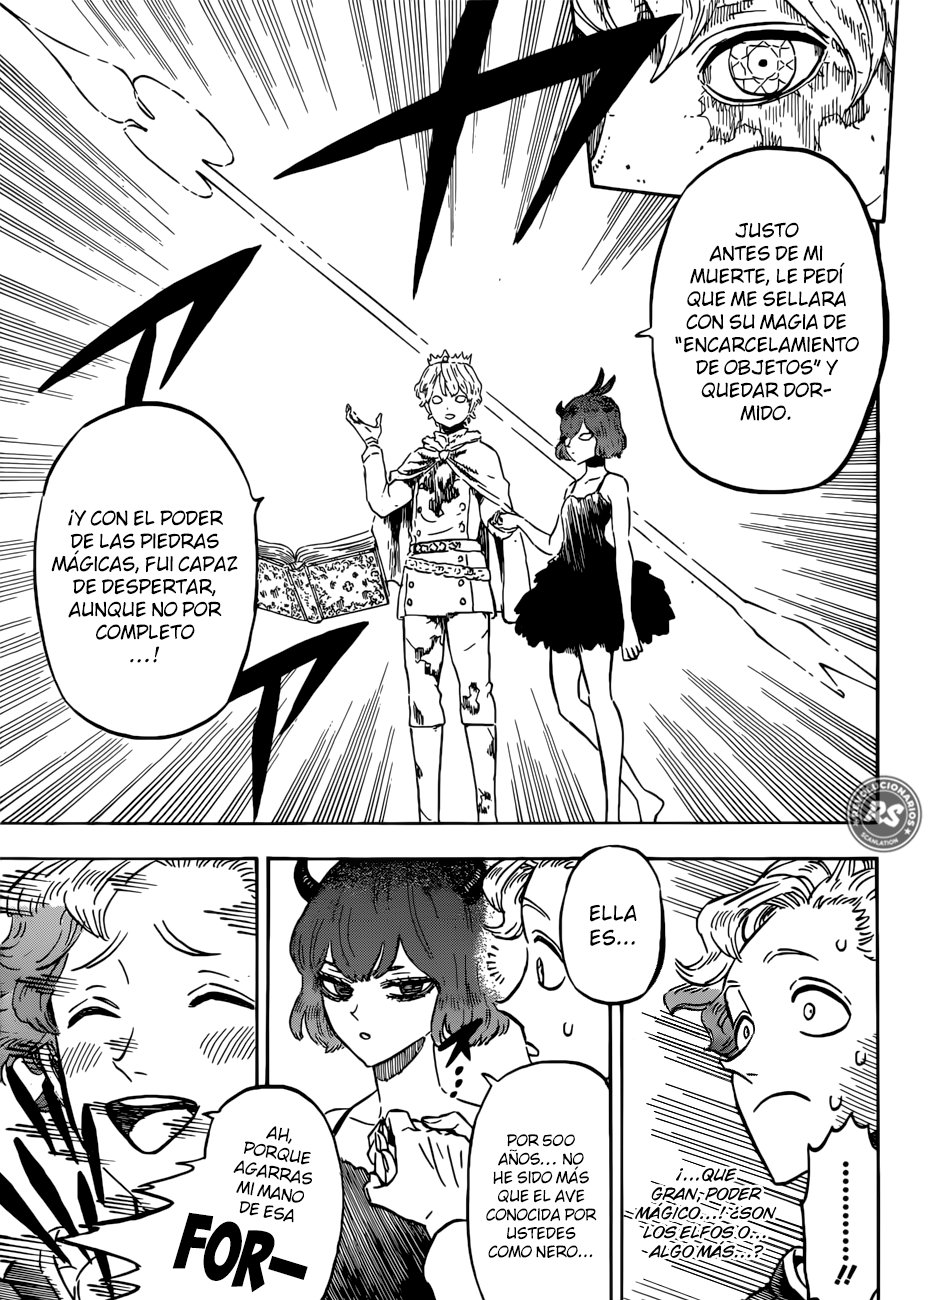 JUSTO
ANTES DE MI
MUERTE, LE PEDÍ
QUE ME SELLARA
CON SU MAGIA DE
"ENCARCELAMIENTO
DE OBJETOS" Y
QUEDAR DOR-
MIDO.
¡Y CON EL PODER
DE LAS PIEDRAS
MÁGICAS, FUI CAPAZ
DE DESPERTAR,
AUNQUE NO POR
COMPLETO
...!
REVOLUCIONARIOS
RS
SCANLATION
.........!!
¡...QUE
GRAN, PODER
MÁGICO...! ¿SON
LOS ELFOS O...
ALGO MÁS...?
ELLA
ES...
POR 500
AÑOS... NO
HE SIDO MÁS
QUE EL AVE
CONOCIDA POR
USTEDES
COMO NERO...
AH,
PORQUE
AGARRAS
MI MANO
DE ESA
FOR-